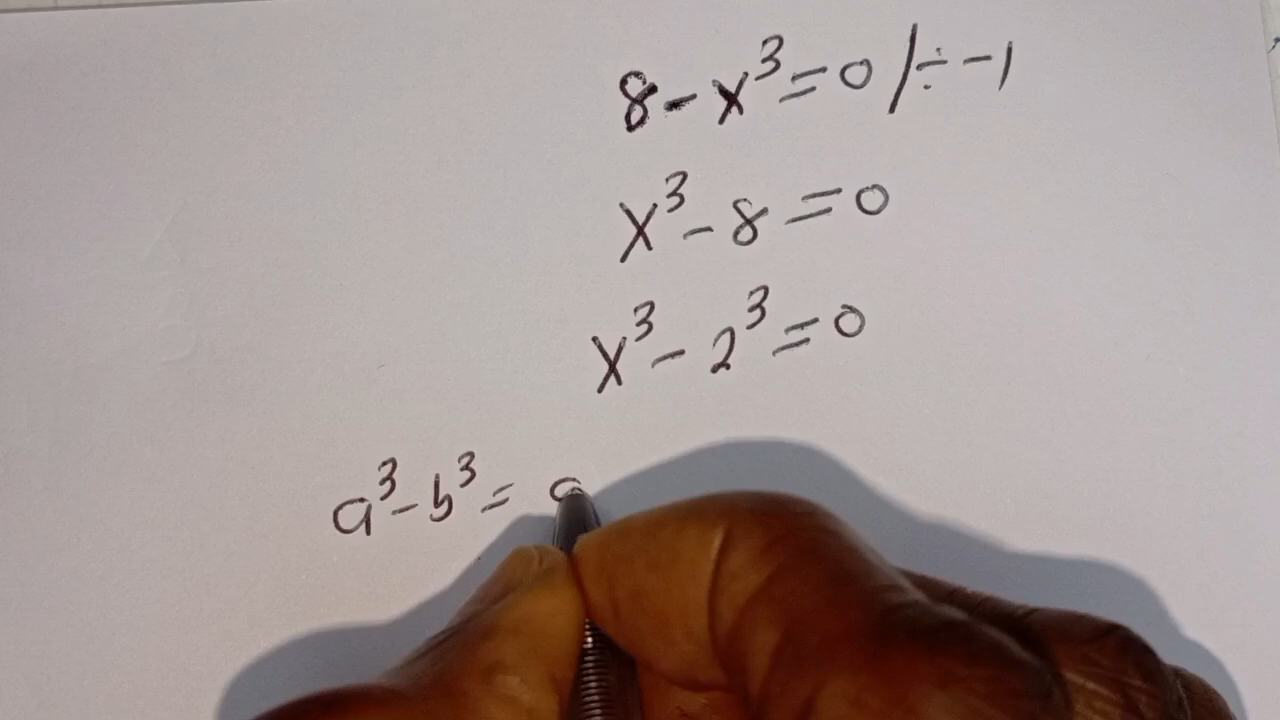 8 - x³ = 0 / ÷ -1
x³ - 8 = 0
x³ - 2³ = 0
a³ - b³ =